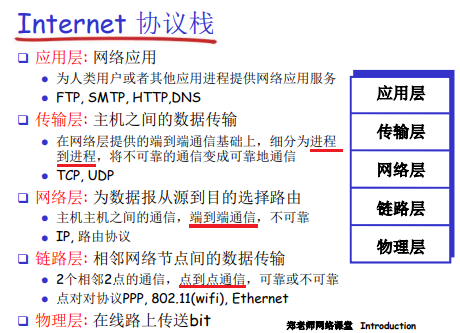 Internet 协议栈
应用层: 网络应用
为人类用户或者其他应用进程提供网络应用服务
FTP, SMTP, HTTP,DNS
传输层: 主机之间的数据传输
在网络层提供的端到端通信基础上，细分为进程
到进程，将不可靠的通信变成可靠地通信
TCP, UDP
网络层: 为数据报从源到目的选择路由
主机主机之间的通信，端到端通信，不可靠
IP, 路由协议
链路层: 相邻网络节点间的数据传输
2个相邻2点的通信，点到点通信，可靠或不可靠
点对对协议PPP, 802.11(wifi), Ethernet
物理层: 在线路上传送bit
应用层
传输层
网络层
链路层
物理层
郑老师网络课堂 Introduction